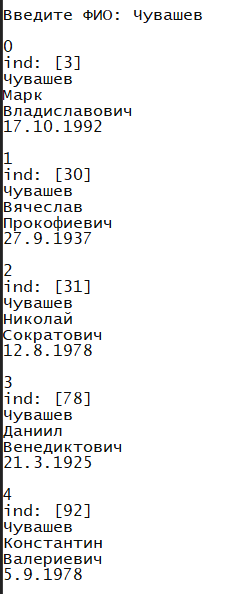 Введите ФИО: Чувашев
0
ind: [3]
Чувашев
Марк
Владиславович
17.10.1992
1
ind: [30]
Чувашев
Вячеслав
Прокофиевич
27.9.1937
2
ind: [31]
Чувашев
Николай
Сократович
12.8.1978
3
ind: [78]
Чувашев
Даниил
Венедиктович
21.3.1925
4
ind: [92]
Чувашев
Константин
Валериевич
5.9.1978